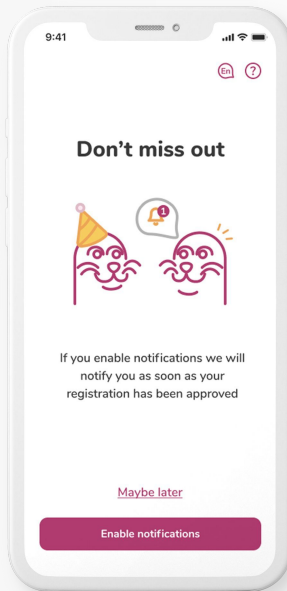 9:41
En ?
Don't miss out
1
If you enable notifications we will
notify you as soon as your
registration has been approved
Maybe later
Enable notifications